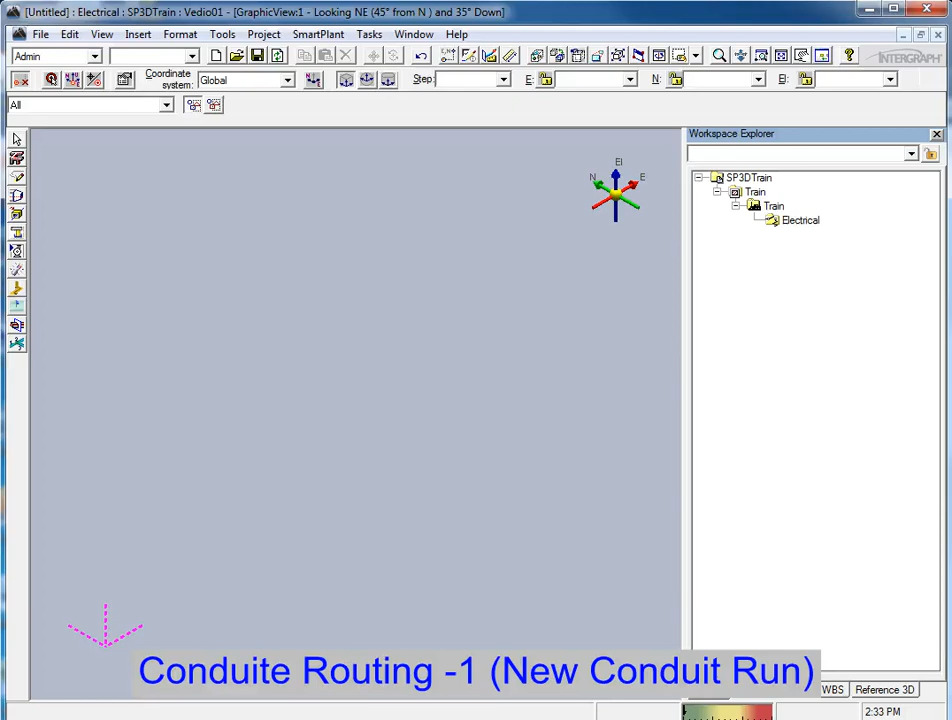 [Untitled] : Electrical : SP3DTrain : Vedio01 - [GraphicView:1 - Looking NE (45° from N ) and 35° Down]
File Edit View Insert Format Tools Project SmartPlant Tasks Window Help
Admin
INTERGRAPH
Coordinate system: Global Step: E: N: El:
All
Workspace Explorer
El
N E
SP3DTrain
Train
Train
Electrical
Conduite Routing -1 (New Conduit Run)
WBS Reference 3D
2:33 PM